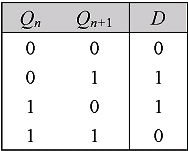 Qn Qn+1 D
0 0 0
0 1 1
1 0 1
1 1 0